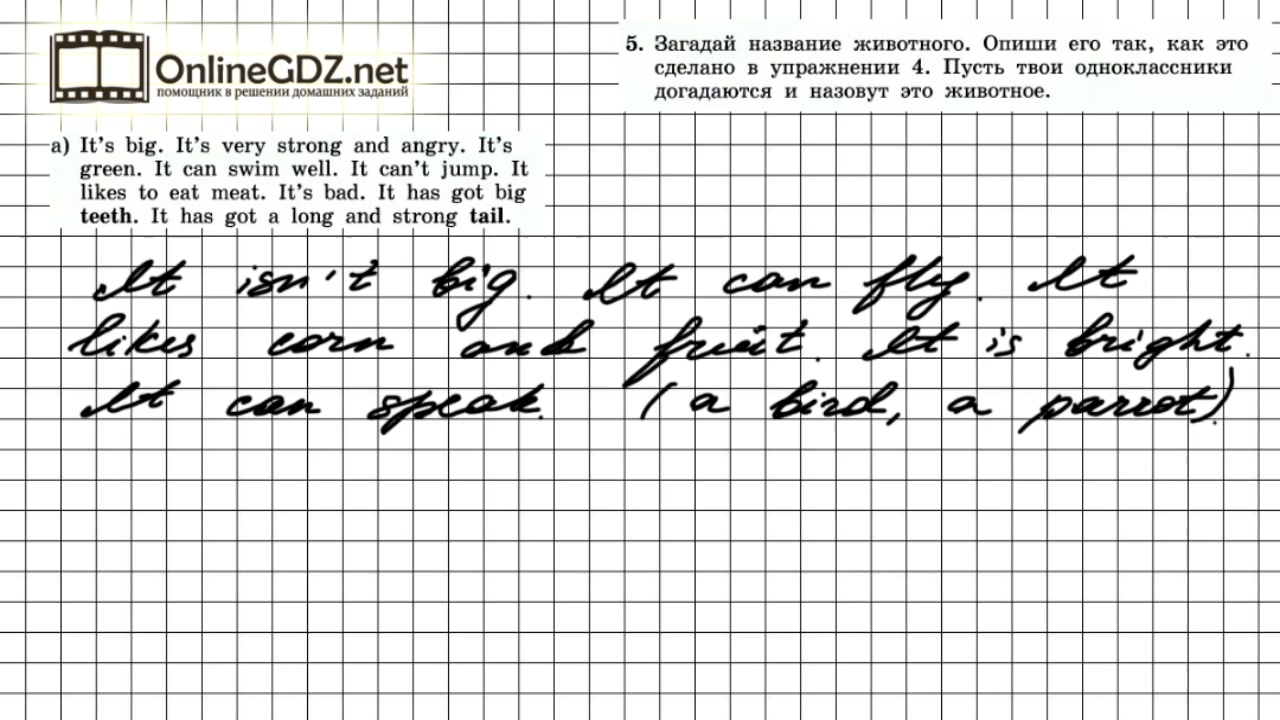 OnlineGDZ.net
помощник в решении домашних заданий
5. Загадай название животного. Опиши его так, как это
сделано в упражнении 4. Пусть твои одноклассники
догадаются и назовут это животное.
а) It's big. It's very strong and angry. It's
green. It can swim well. It can't jump. It
likes to eat meat. It's bad. It has got big
teeth. It has got a long and strong tail.
It isn't big. It can fly. It
likes corn and fruit. It is bright.
It can speak. (a bird, a parrot).